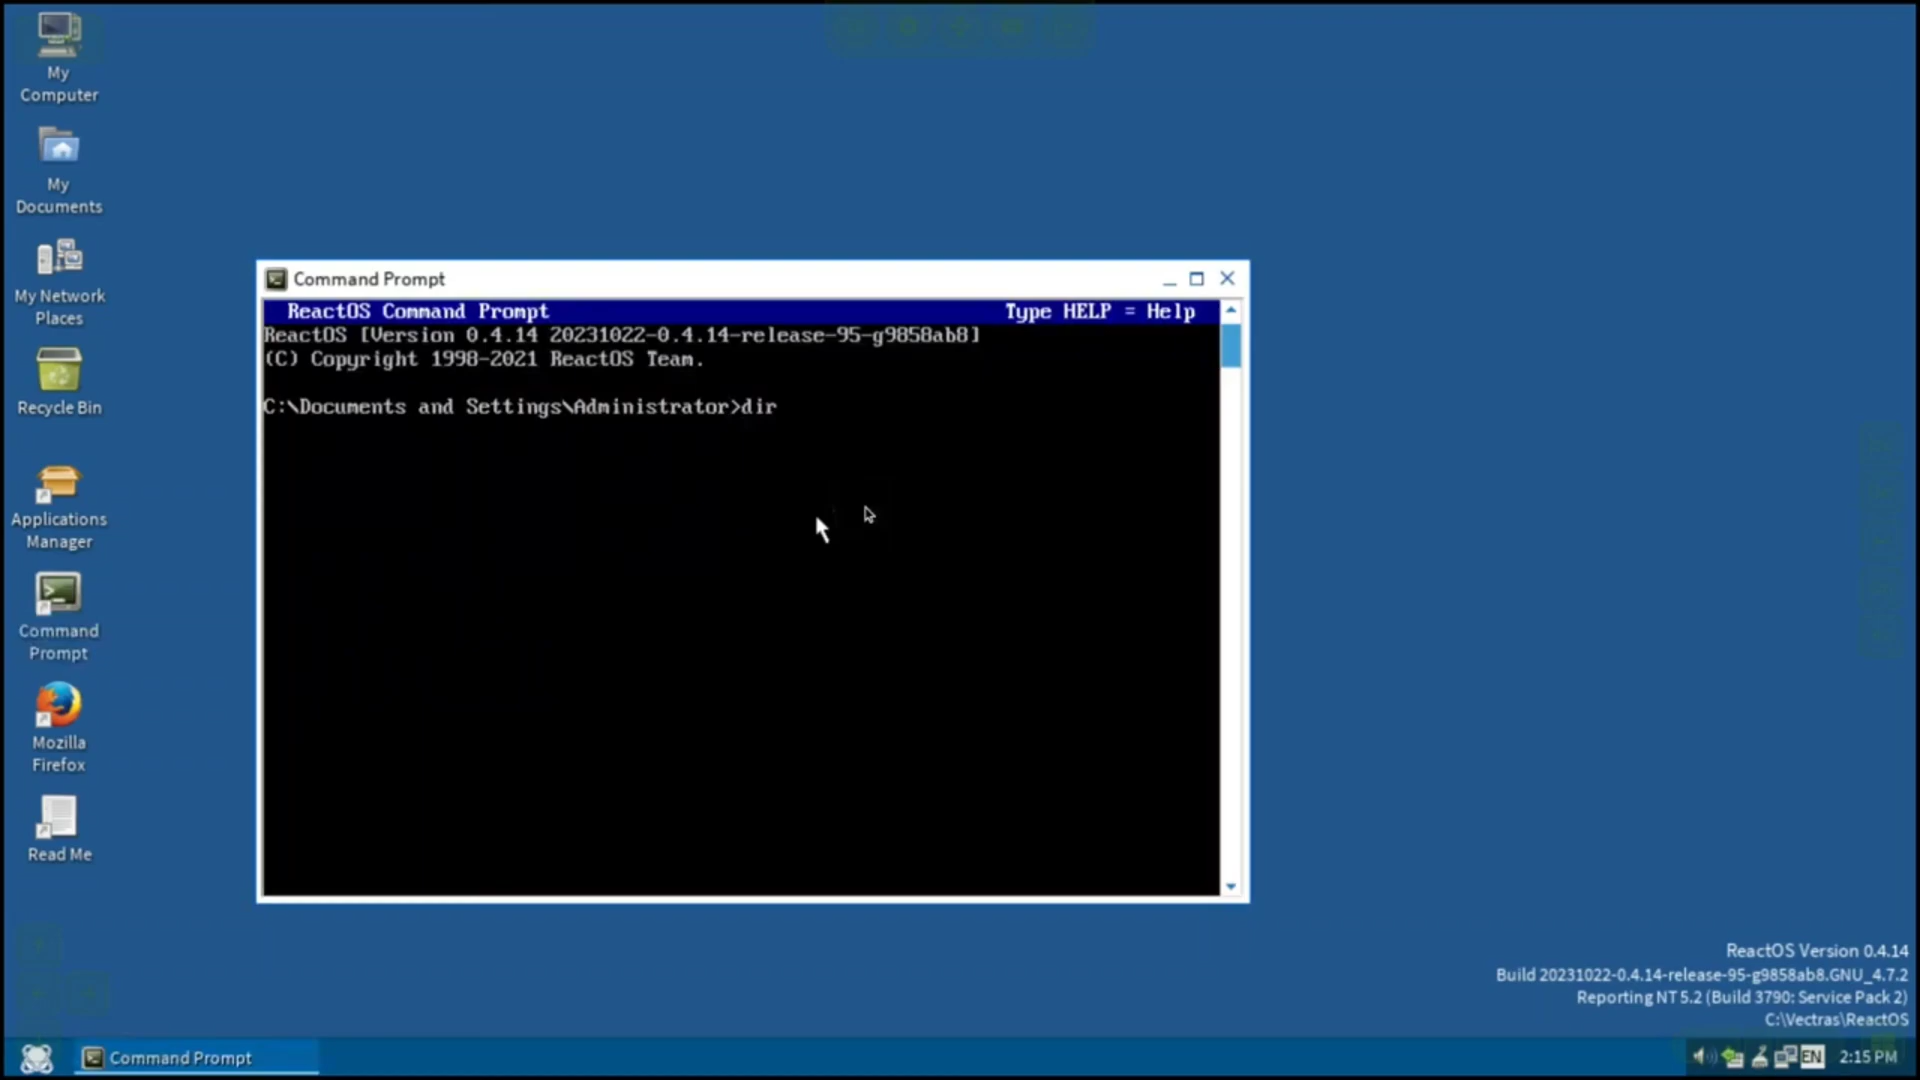 My
Computer
My
Documents
My Network
Places
Recycle Bin
Applications
Manager
Command
Prompt
Mozilla
Firefox
Read Me
Command Prompt
ReactOS Command Prompt Type HELP = Help
ReactOS [Version 0.4.14 20231022-0.4.14-release-95-g9858ab8]
(C) Copyright 1998-2021 ReactOS Team.
C:\Documents and Settings\Administrator>dir
ReactOS Version 0.4.14
Build 20231022-0.4.14-release-95-g9858ab8.GNU_4.7.2
Reporting NT 5.2 (Build 3790: Service Pack 2)
C:\Vectras\ReactOS
Command Prompt
EN
2:15 PM